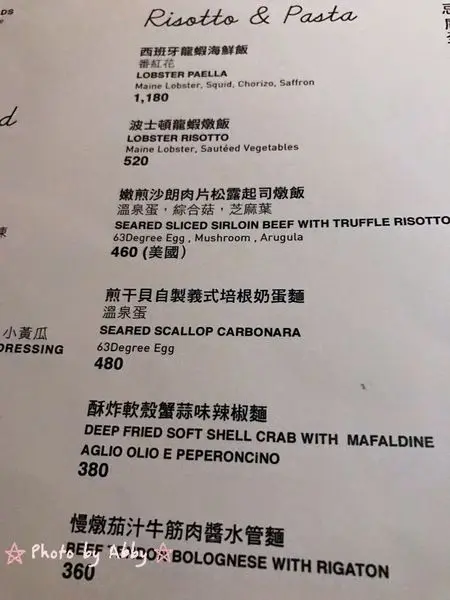 Risotto & Pasta
西班牙龍蝦海鮮飯
番紅花
LOBSTER PAELLA
Maine Lobster, Squid, Chorizo, Saffron
1,180
波士頓龍蝦燉飯
LOBSTER RISOTTO
Maine Lobster, Sautéed Vegetables
520
嫩煎沙朗肉片松露起司燉飯
溫泉蛋，綜合菇，芝麻葉
SEARED SLICED SIRLOIN BEEF WITH TRUFFLE RISOTTO
63Degree Egg , Mushroom , Arugula
460 (美國)
煎干貝自製義式培根奶蛋麵
溫泉蛋
SEARED SCALLOP CARBONARA
63Degree Egg
480
小黃瓜
DRESSING
酥炸軟殼蟹蒜味辣椒麵
DEEP FRIED SOFT SHELL CRAB WITH MAFALDINE
AGLIO OLIO E PEPERONCINO
380
慢燉茄汁牛筋肉醬水管麵
BEEF BOLOGNESE WITH RIGATON
360
Photo by Abby